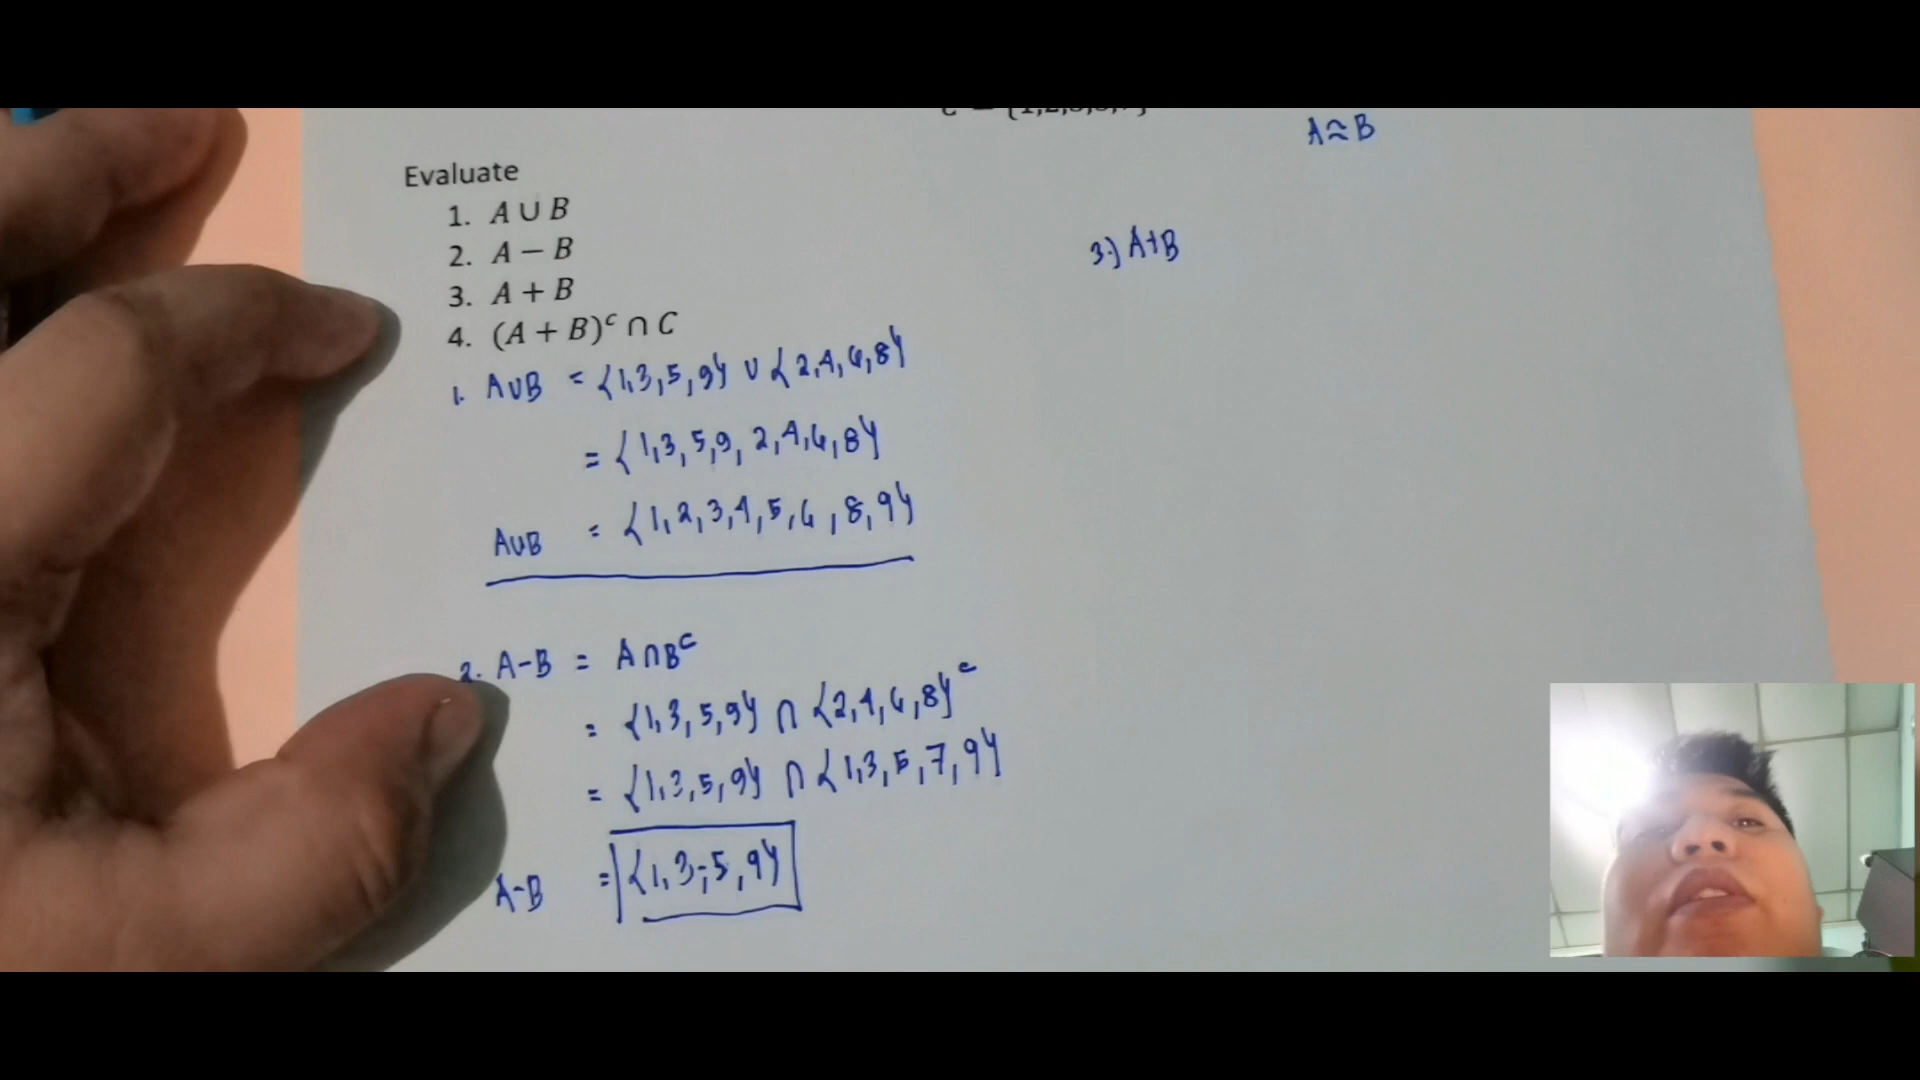 Evaluate
1. A ∪ B
2. A − B
3. A + B
4. (A + B)ᶜ ∩ C
A≈B
3.) A+B
1. A∪B = {1,3,5,9} ∪ {2,4,6,8}
= {1,3,5,9, 2,4,6,8}
A∪B = {1,2,3,4,5,6,8,9}
2. A-B = A∩Bᶜ
= {1,3,5,9} ∩ {2,4,6,8}ᶜ
= {1,3,5,9} ∩ {1,3,5,7,9}
A-B = {1,3,5,9}